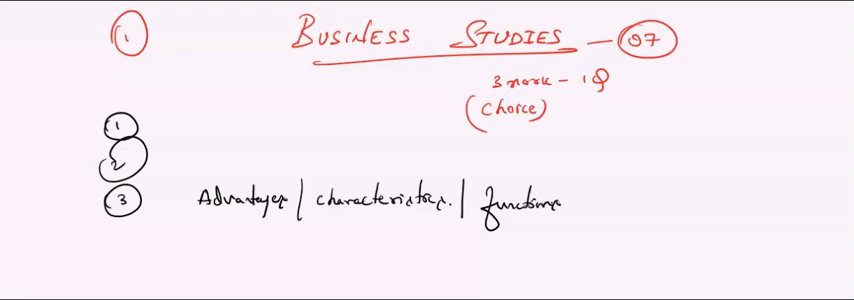 1 BUSINESS STUDIES - 07
3 mark - 1Q
(Choice)
1
2
3 Advantages / characteristics. / functions